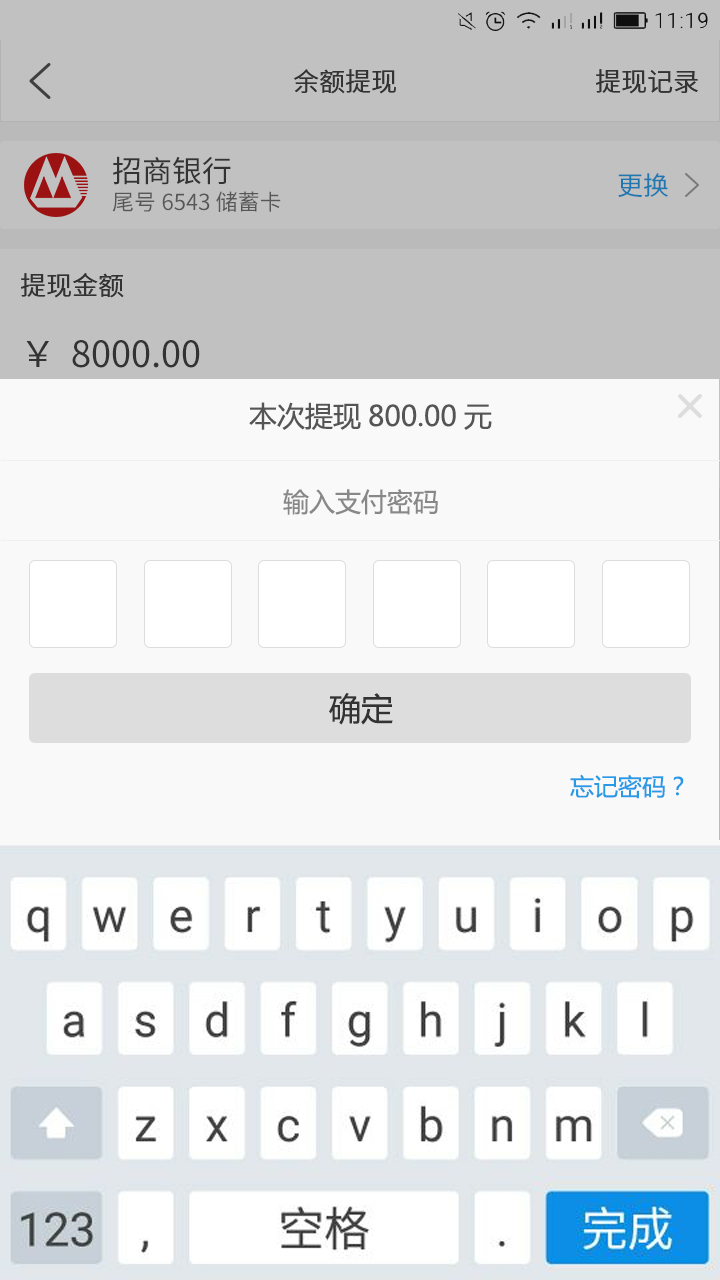 11:19
余额提现 提现记录
招商银行
尾号 6543 储蓄卡
更换
提现金额
¥ 8000.00
本次提现 800.00 元
输入支付密码
确定
忘记密码？
q w e r t y u i o p
a s d f g h j k l
z x c v b n m
123 , 空格 . 完成